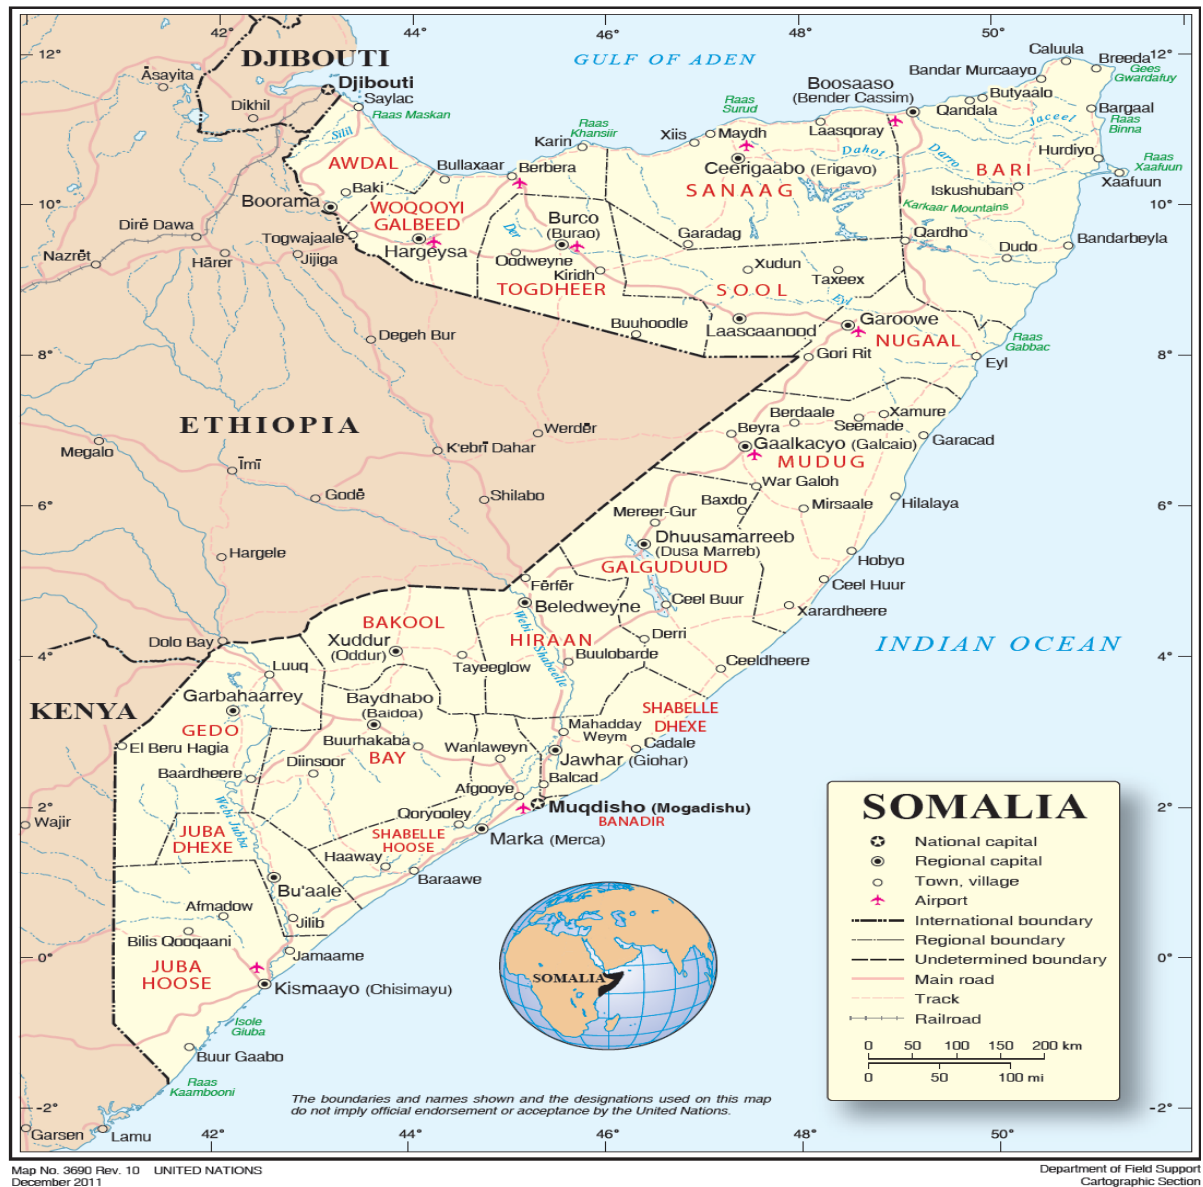 42°
44°
46°
48°
50°
12°
12°
DJIBOUTI
GULF OF ADEN
Caluula
Breeda
Gees
Gwardafuy
Bandar Murcaayo
Āsayita
Djibouti
Boosaaso
(Bender Cassim)
Butyaalo
Saylac
Raas Maskan
Raas
Surud
Qandala
Bargaal
Raas
Binna
Dikhil
Silil
Raas
Khansiir
Karin
Xiis
Maydh
Laasqoray
Jaceel
Hurdiyo
AWDAL
Bullaxaar
Berbera
Ceerigaabo (Erigavo)
Dahot
Darro
BARI
Raas
Xaafuun
Xaafuun
SANAAG
Baki
Iskushuban
Boorama
WOQOOYI
GALBEED
Karkaar Mountains
10°
10°
Burco
(Burao)
Der
Dirē Dawa
Togwajaale
Hargeysa
Garadag
Qardho
Bandarbeyla
Dudo
Nazrēt
Hārer
Jijiga
Oodweyne
Kiridh
Xudun
Taxeex
TOGDHEER
SOOL
Eyl
Buuhoodle
Laascaanood
Garoowe
Degeh Bur
NUGAAL
Raas
Gabbac
8°
8°
Gori Rit
Eyl
ETHIOPIA
Berdaale
Xamure
Seemade
Werdēr
Beyra
Garacad
Megalo
K'ebrī Dahar
Gaalkacyo (Galcaio)
MUDUG
Īmī
War Galoh
Godē
Shilabo
Baxdo
Mirsaale
Hilalaya
6°
6°
Mereer-Gur
Dhuusamarreeb
(Dusa Marreb)
Hargele
GALGUDUUD
Hobyo
Fērfēr
Ceel Huur
Beledweyne
Ceel Buur
Xarardheere
BAKOOL
Webi Shabeelle
Dolo Bay
Xuddur
(Oddur)
HIRAAN
Derri
INDIAN OCEAN
4°
4°
Luuq
Tayeeglow
Buulobarde
Ceeldheere
Garbahaarrey
Baydhabo
(Baidoa)
KENYA
SHABELLE
DHEXE
GEDO
Mahadday
Weym
El Beru Hagia
Buurhakaba
Wanlaweyn
Cadale
BAY
Jawhar (Giohar)
Baardheere
Diinsoor
Balcad
Afgooye
2°
2°
Webi Jubba
Muqdisho (Mogadishu)
BANADIR
Wajir
Qoryooley
JUBA
DHEXE
SHABELLE
HOOSE
Marka (Merca)
Haaway
Baraawe
Bu'aale
Afmadow
Jilib
Bilis Qooqaani
Jamaame
0°
0°
JUBA
HOOSE
Kismaayo (Chisimayu)
Isole
Giuba
Buur Gaabo
Raas
Kaambooni
SOMALIA
SOMALIA
National capital
Regional capital
Town, village
Airport
International boundary
Regional boundary
Undetermined boundary
Main road
Track
Railroad
0 50 100 150 200 km
0 50 100 mi
The boundaries and names shown and the designations used on this map
do not imply official endorsement or acceptance by the United Nations.
-2°
-2°
Garsen
Lamu
42°
44°
46°
48°
50°
Map No. 3690 Rev. 10 UNITED NATIONS
December 2011
Department of Field Support
Cartographic Section